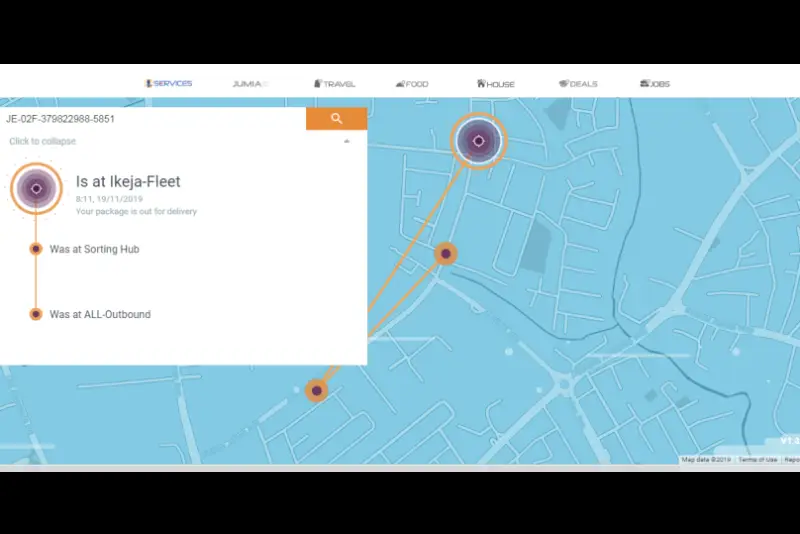 SERVICES JUMIA TRAVEL FOOD HOUSE DEALS JOBS
JE-02F-379822988-5851
Click to collapse
Is at Ikeja-Fleet
8:11, 19/11/2019
Your package is out for delivery
Was at Sorting Hub
Was at ALL-Outbound
Map data ©2019 Terms of Use Repo